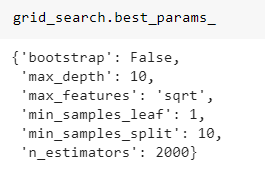 grid_search.best_params_
{'bootstrap': False,
 'max_depth': 10,
 'max_features': 'sqrt',
 'min_samples_leaf': 1,
 'min_samples_split': 10,
 'n_estimators': 2000}